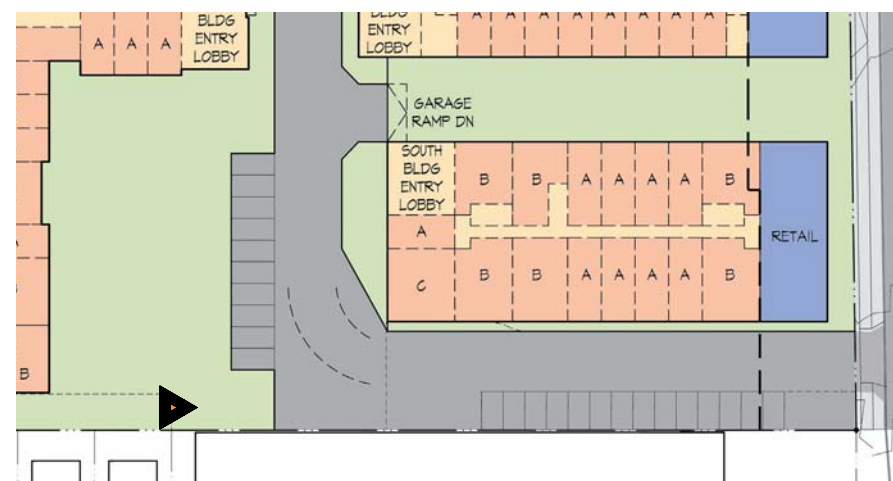 BLDG
ENTRY
LOBBY
A A A
BLDG
ENTRY
LOBBY
A A A A A A A A
GARAGE
RAMP DN
SOUTH
BLDG
ENTRY
LOBBY
B B A A A A B
A
RETAIL
C
B B A A A A B
B